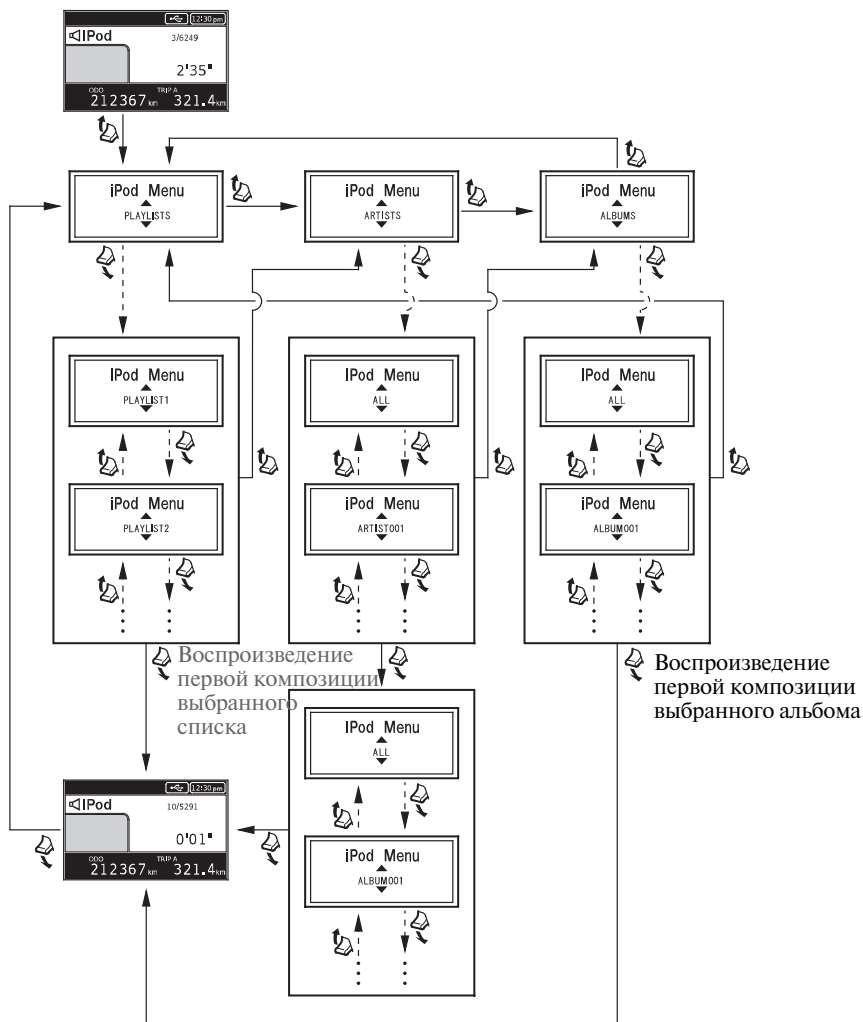 12:30 pm
IPod
3/6249
2'35"
ODO TRIP A
212367 km 321.4 km
iPod Menu
PLAYLISTS
iPod Menu
ARTISTS
iPod Menu
ALBUMS
IPod Menu
PLAYLIST1
iPod Menu
PLAYLIST2
IPod Menu
ALL
iPod Menu
ARTIST001
IPod Menu
ALL
iPod Menu
ALBUM001
Воспроизведение
первой композиции
выбранного
списка
Воспроизведение
первой композиции
выбранного альбома
IPod Menu
ALL
iPod Menu
ALBUM001
12:30 pm
IPod
10/5291
0'01"
ODO TRIP A
212367 km 321.4 km